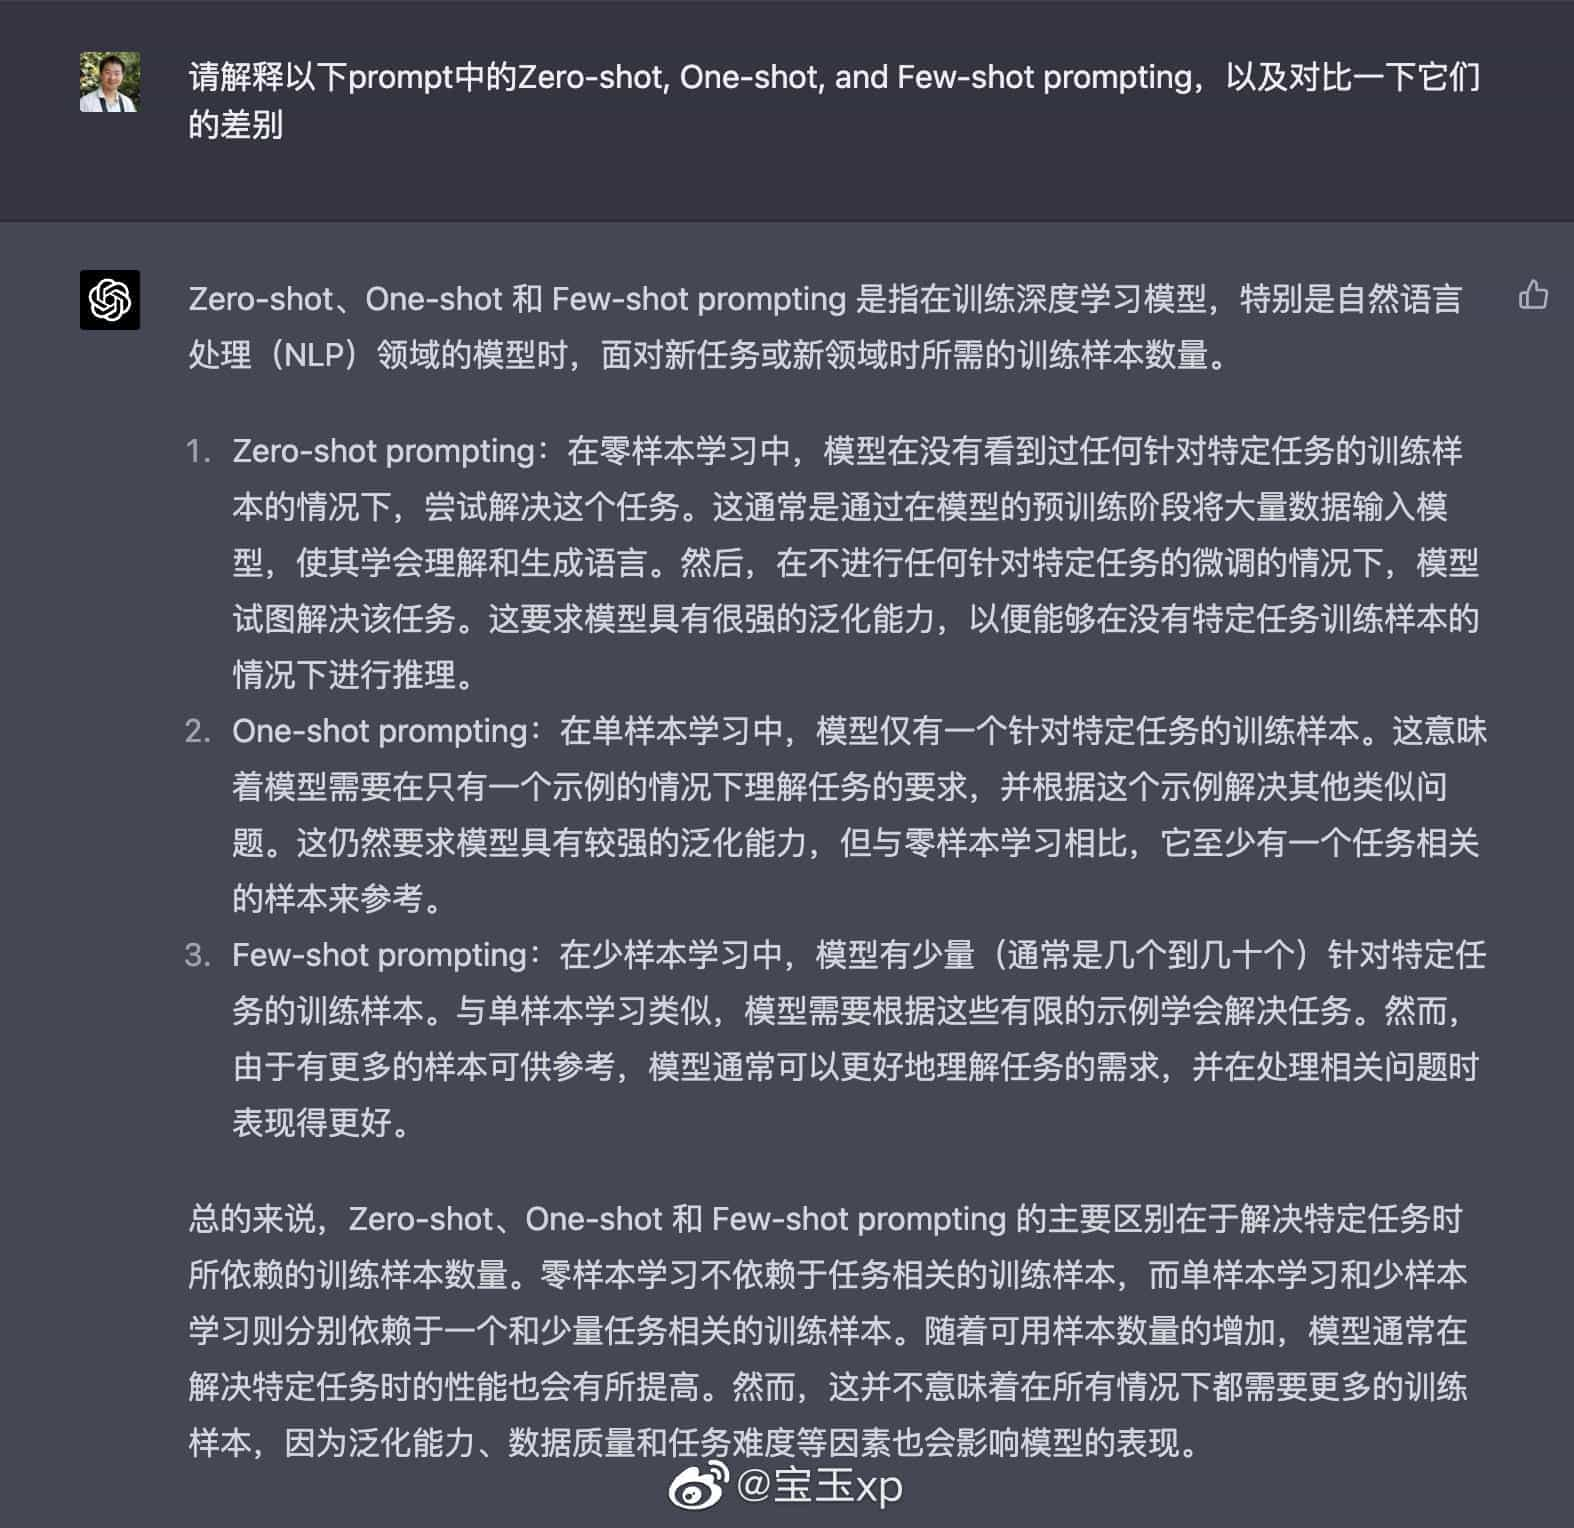 请解释以下prompt中的Zero-shot, One-shot, and Few-shot prompting，以及对比一下它们
的差别
Zero-shot、One-shot 和 Few-shot prompting 是指在训练深度学习模型，特别是自然语言
处理（NLP）领域的模型时，面对新任务或新领域时所需的训练样本数量。
1. Zero-shot prompting：在零样本学习中，模型在没有看到过任何针对特定任务的训练样
本的情况下，尝试解决这个任务。这通常是通过在模型的预训练阶段将大量数据输入模
型，使其学会理解和生成语言。然后，在不进行任何针对特定任务的微调的情况下，模型
试图解决该任务。这要求模型具有很强的泛化能力，以便能够在没有特定任务训练样本的
情况下进行推理。
2. One-shot prompting：在单样本学习中，模型仅有一个针对特定任务的训练样本。这意味
着模型需要在只有一个示例的情况下理解任务的要求，并根据这个示例解决其他类似问
题。这仍然要求模型具有较强的泛化能力，但与零样本学习相比，它至少有一个任务相关
的样本来参考。
3. Few-shot prompting：在少样本学习中，模型有少量（通常是几个到几十个）针对特定任
务的训练样本。与单样本学习类似，模型需要根据这些有限的示例学会解决任务。然而，
由于有更多的样本可供参考，模型通常可以更好地理解任务的需求，并在处理相关问题时
表现得更好。
总的来说，Zero-shot、One-shot 和 Few-shot prompting 的主要区别在于解决特定任务时
所依赖的训练样本数量。零样本学习不依赖于任务相关的训练样本，而单样本学习和少样本
学习则分别依赖于一个和少量任务相关的训练样本。随着可用样本数量的增加，模型通常在
解决特定任务时的性能也会有所提高。然而，这并不意味着在所有情况下都需要更多的训练
样本，因为泛化能力、数据质量和任务难度等因素也会影响模型的表现。
@宝玉xp